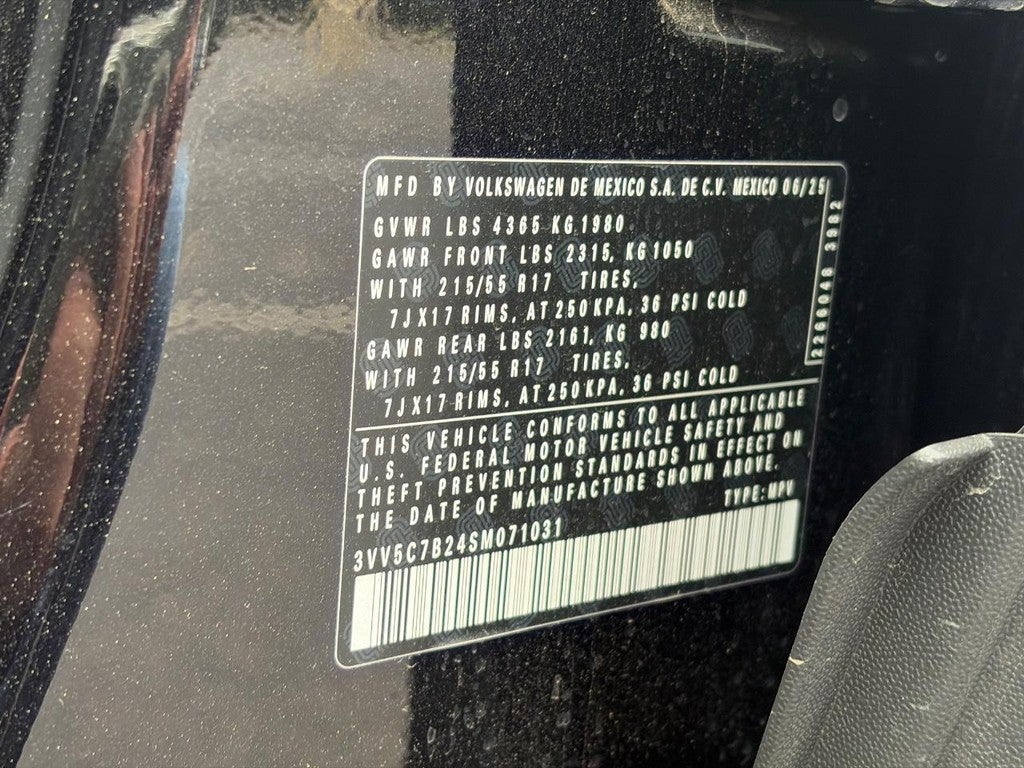 MFD BY VOLKSWAGEN DE MEXICO S.A. DE C.V. MEXICO 06/25
GVWR LBS 4365 KG 1980
GAWR FRONT LBS 2315, KG 1050
WITH 215/55 R17 TIRES,
7JX17 RIMS, AT 250 KPA, 36 PSI COLD
GAWR REAR LBS 2161, KG 980
WITH 215/55 R17 TIRES,
7JX17 RIMS, AT 250 KPA, 36 PSI COLD
THIS VEHICLE CONFORMS TO ALL APPLICABLE
U.S. FEDERAL MOTOR VEHICLE SAFETY AND
THEFT PREVENTION STANDARDS IN EFFECT ON
THE DATE OF MANUFACTURE SHOWN ABOVE.
3VV5C7B24SM071031 TYPE: MPV